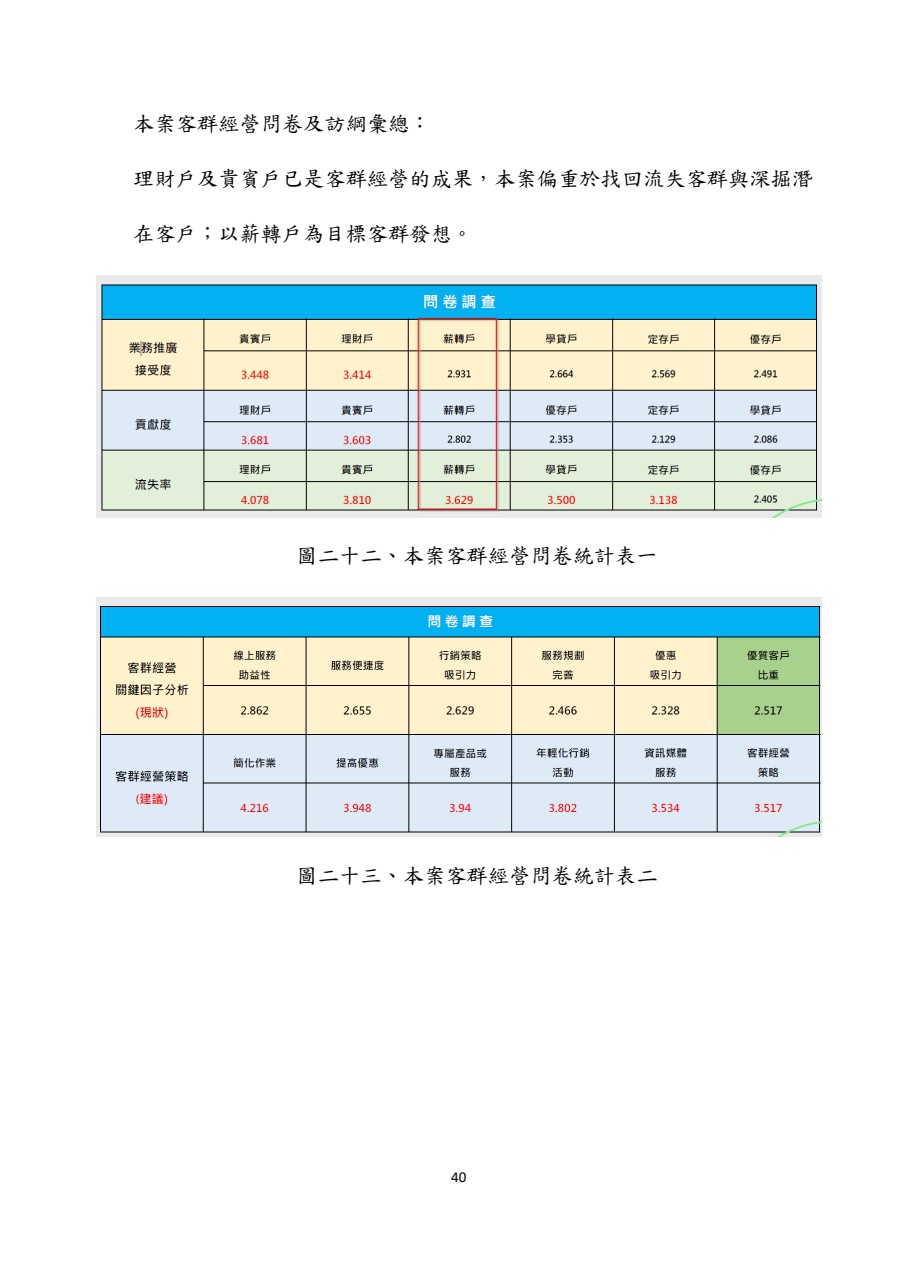 本案客群經營問卷及訪綱彙總：
理財戶及貴賓戶已是客群經營的成果，本案偏重於找回流失客群與深掘潛
在客戶；以薪轉戶為目標客群發想。
問卷調查
業務推廣
接受度
貴賓戶 理財戶 薪轉戶 學貸戶 定存戶 優存戶
3.448 3.414 2.931 2.664 2.569 2.491
貢獻度
理財戶 貴賓戶 薪轉戶 優存戶 定存戶 學貸戶
3.681 3.603 2.802 2.353 2.129 2.086
流失率
理財戶 貴賓戶 薪轉戶 學貸戶 定存戶 優存戶
4.078 3.810 3.629 3.500 3.138 2.405
圖二十二、本案客群經營問卷統計表一
問卷調查
客群經營
關鍵因子分析
(現狀)
線上服務
助益性
服務便捷度
行銷策略
吸引力
服務規劃
完善
優惠
吸引力
優質客戶
比重
2.862 2.655 2.629 2.466 2.328 2.517
客群經營策略
(建議)
簡化作業
提高優惠
專屬產品或
服務
年輕化行銷
活動
資訊媒體
服務
客群經營
策略
4.216 3.948 3.94 3.802 3.534 3.517
圖二十三、本案客群經營問卷統計表二
40